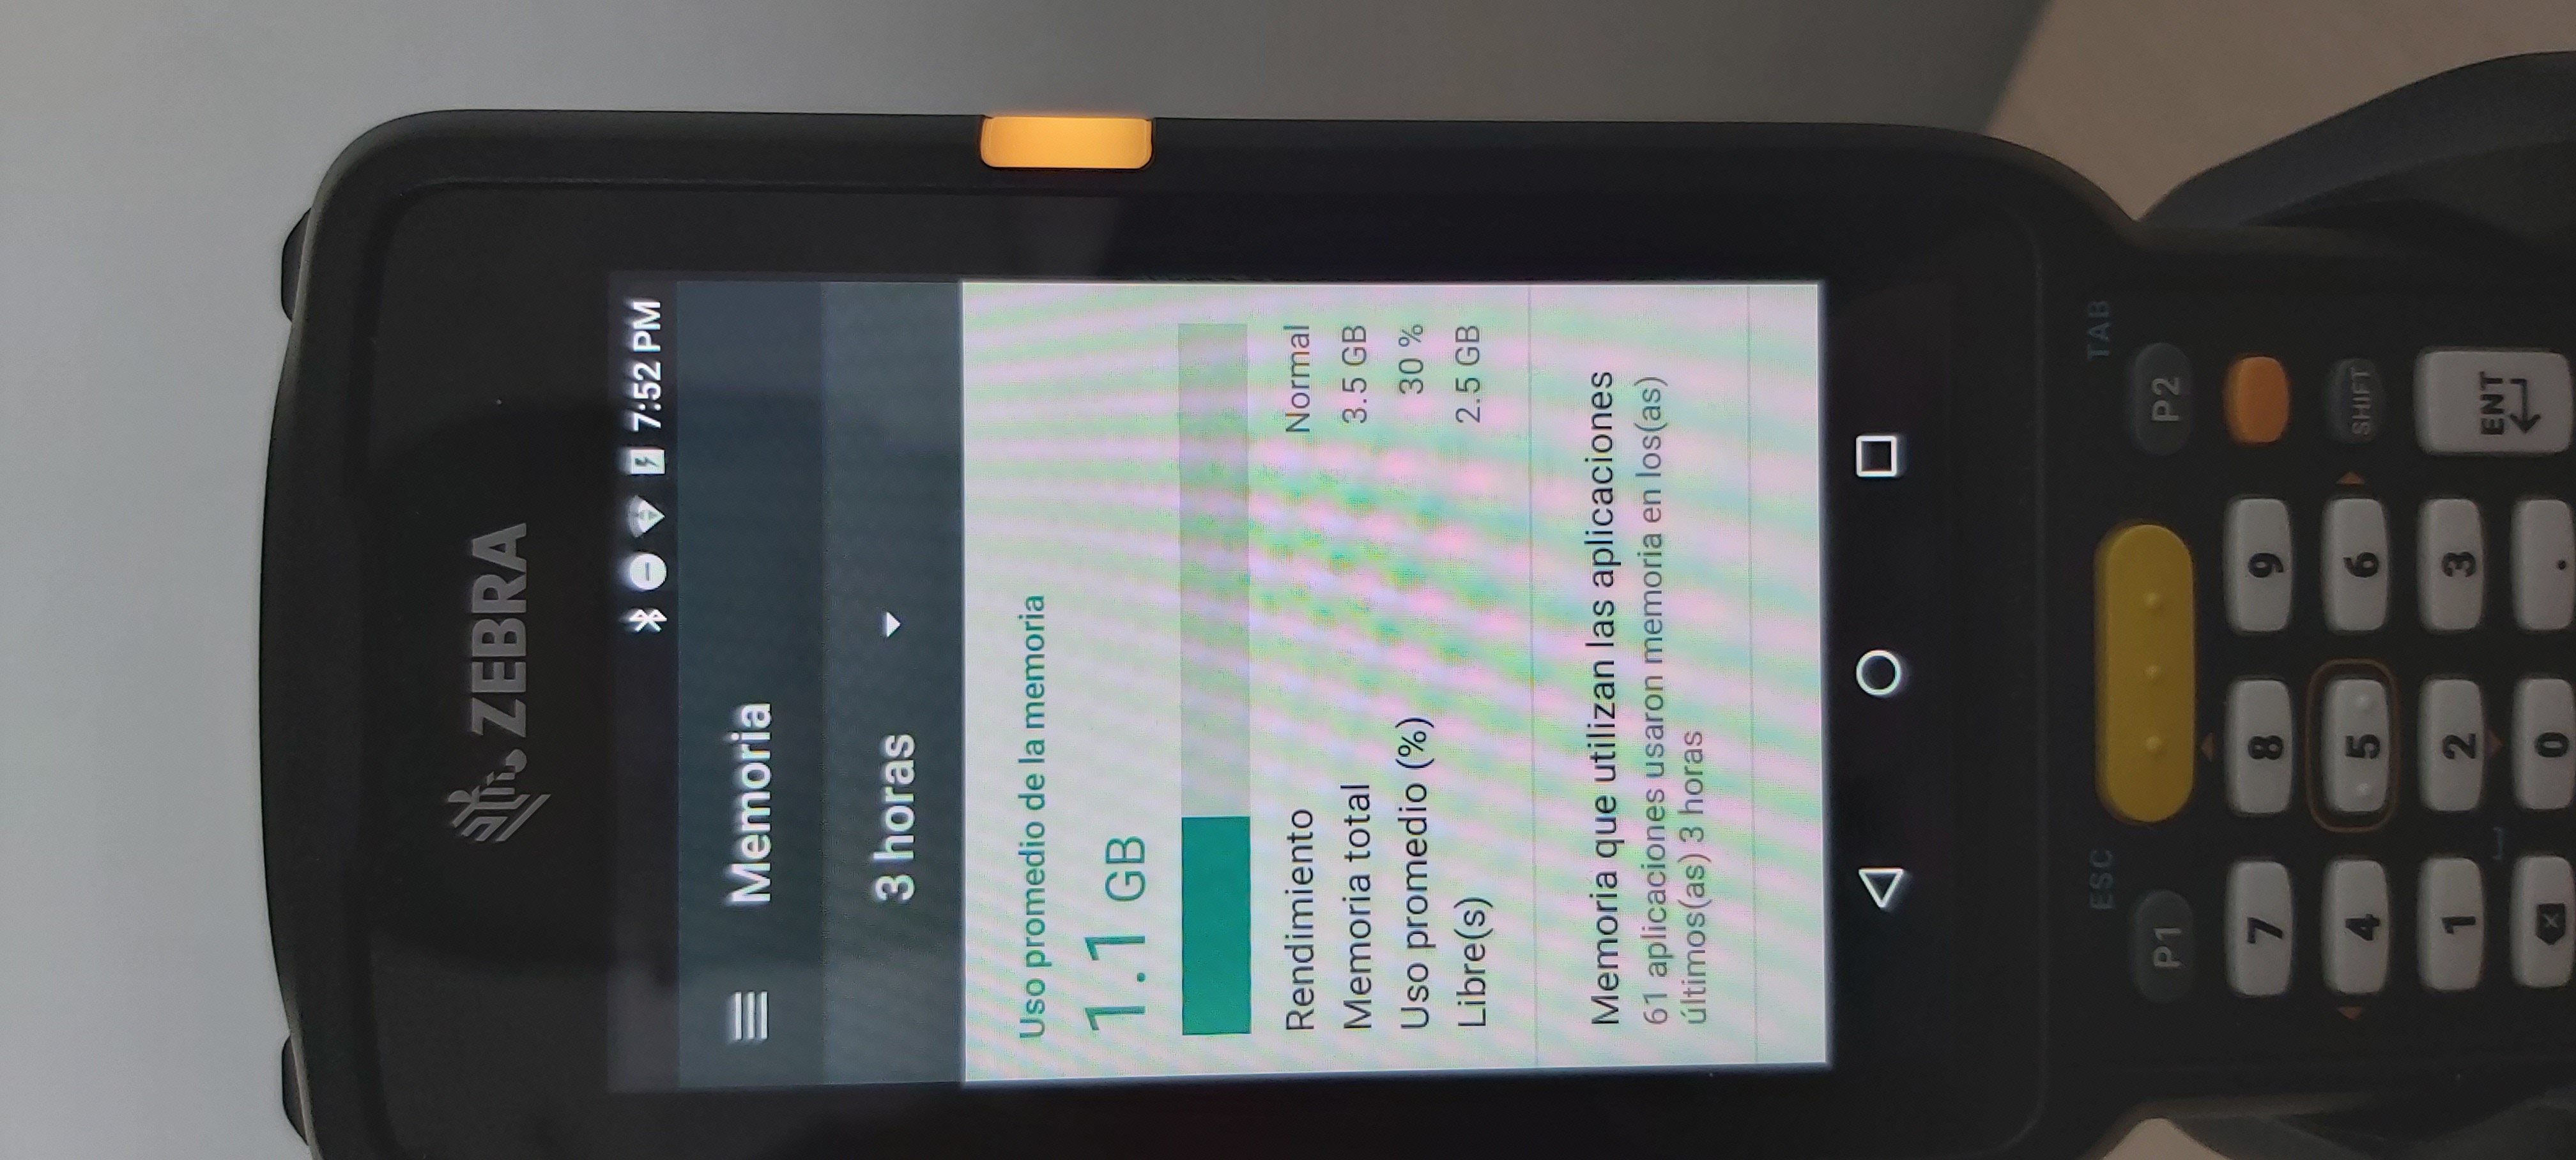 ZEBRA
7:52 PM
Memoria
3 horas
Uso promedio de la memoria
1.1 GB
Rendimiento Normal
Memoria total 3.5 GB
Uso promedio (%) 30 %
Libre(s) 2.5 GB
Memoria que utilizan las aplicaciones
61 aplicaciones usaron memoria en los(as)
últimos(as) 3 horas
ESC TAB
P1 P2
7 8 9
4 5 6 SHIFT
1 2 3 ENT
0 .